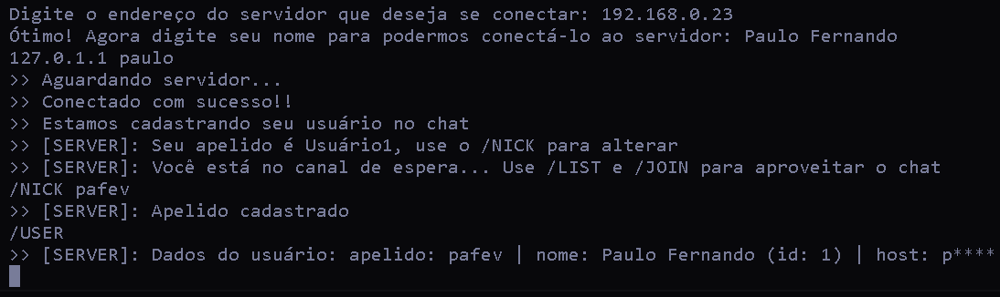 Digite o endereço do servidor que deseja se conectar: 192.168.0.23
Ótimo! Agora digite seu nome para podermos conectá-lo ao servidor: Paulo Fernando
127.0.1.1 paulo
>> Aguardando servidor...
>> Conectado com sucesso!!
>> Estamos cadastrando seu usuário no chat
>> [SERVER]: Seu apelido é Usuário1, use o /NICK para alterar
>> [SERVER]: Você está no canal de espera... Use /LIST e /JOIN para aproveitar o chat
/NICK pafev
>> [SERVER]: Apelido cadastrado
/USER
>> [SERVER]: Dados do usuário: apelido: pafev | nome: Paulo Fernando (id: 1) | host: p****